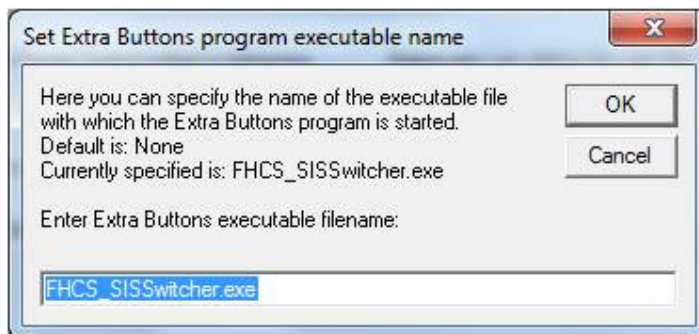 Set Extra Buttons program executable name
Here you can specify the name of the executable file
with which the Extra Buttons program is started.
Default is: None
Currently specified is: FHCS_SISSwitcher.exe
OK
Cancel
Enter Extra Buttons executable filename:
FHCS_SISSwitcher.exe